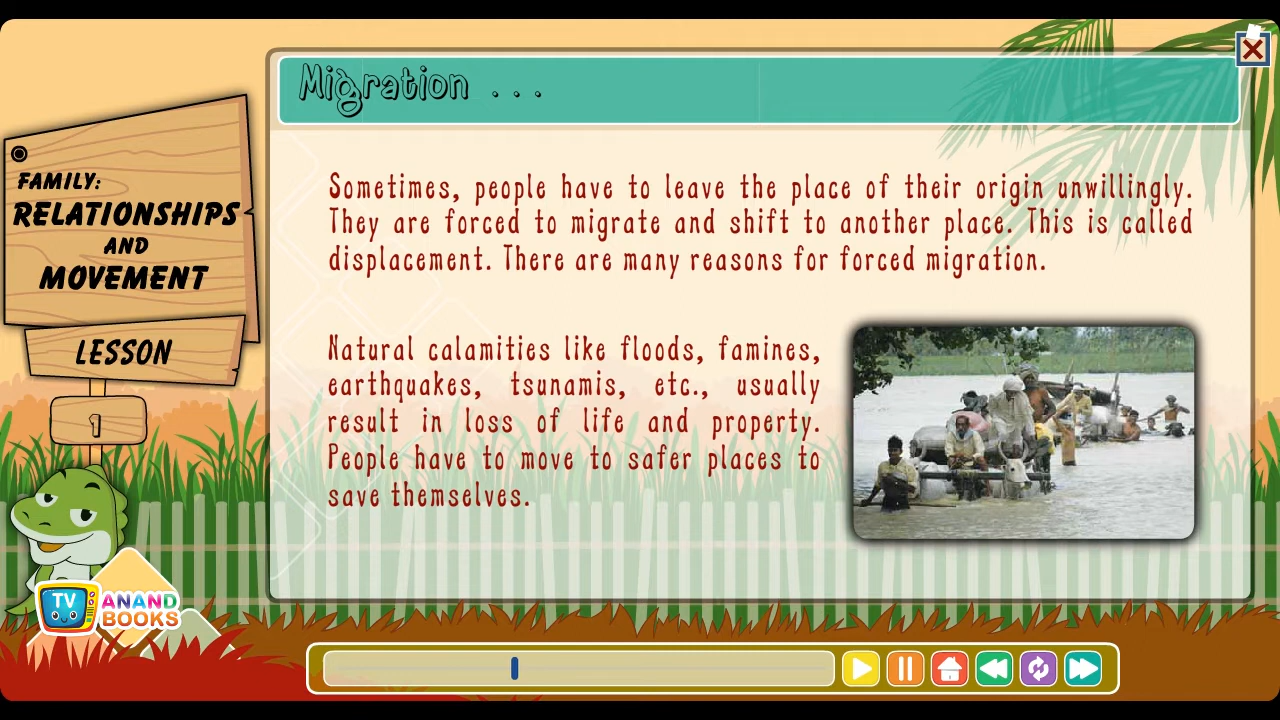 Migration ...
FAMILY:
RELATIONSHIPS
AND
MOVEMENT
LESSON
1
Sometimes, people have to leave the place of their origin unwillingly.
They are forced to migrate and shift to another place. This is called
displacement. There are many reasons for forced migration.
Natural calamities like floods, famines,
earthquakes, tsunamis, etc., usually
result in loss of life and property.
People have to move to safer places to
save themselves.
TV
ANAND
BOOKS